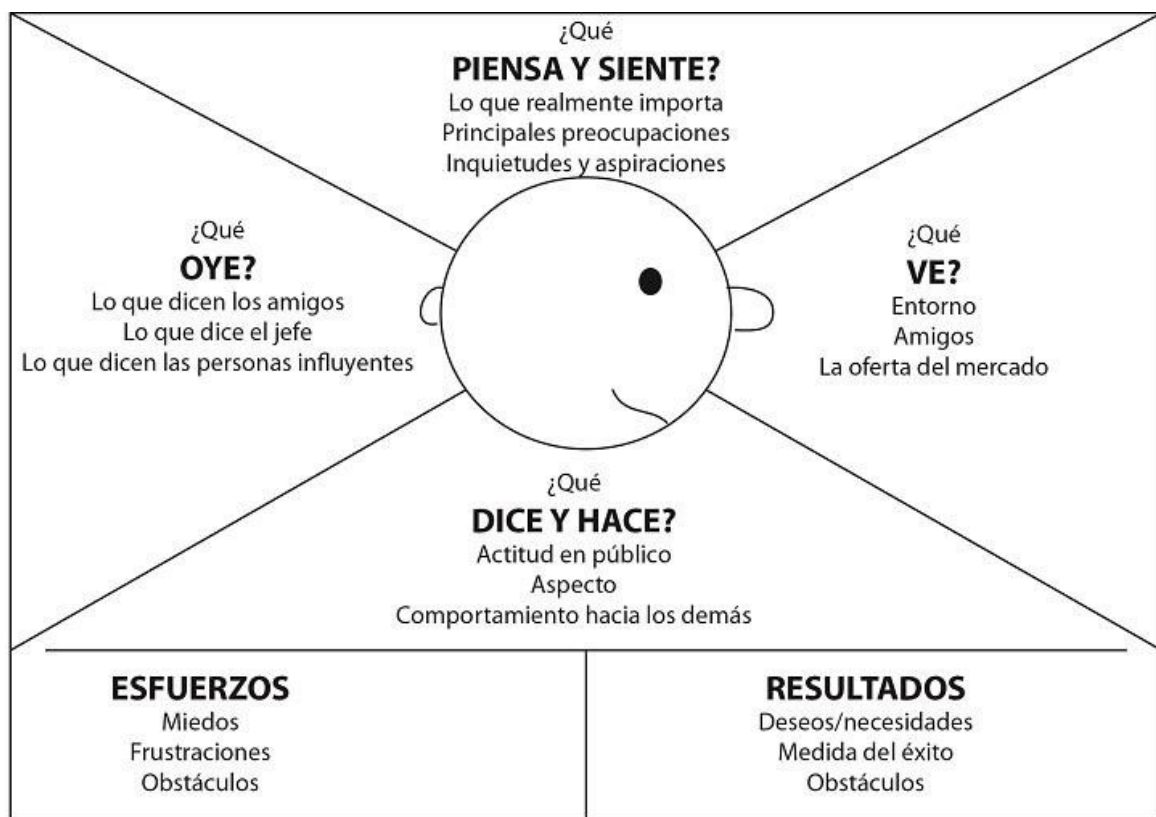 ¿Qué
PIENSA Y SIENTE?
Lo que realmente importa
Principales preocupaciones
Inquietudes y aspiraciones
¿Qué
OYE?
Lo que dicen los amigos
Lo que dice el jefe
Lo que dicen las personas influyentes
¿Qué
VE?
Entorno
Amigos
La oferta del mercado
¿Qué
DICE Y HACE?
Actitud en público
Aspecto
Comportamiento hacia los demás
ESFUERZOS
Miedos
Frustraciones
Obstáculos
RESULTADOS
Deseos/necesidades
Medida del éxito
Obstáculos